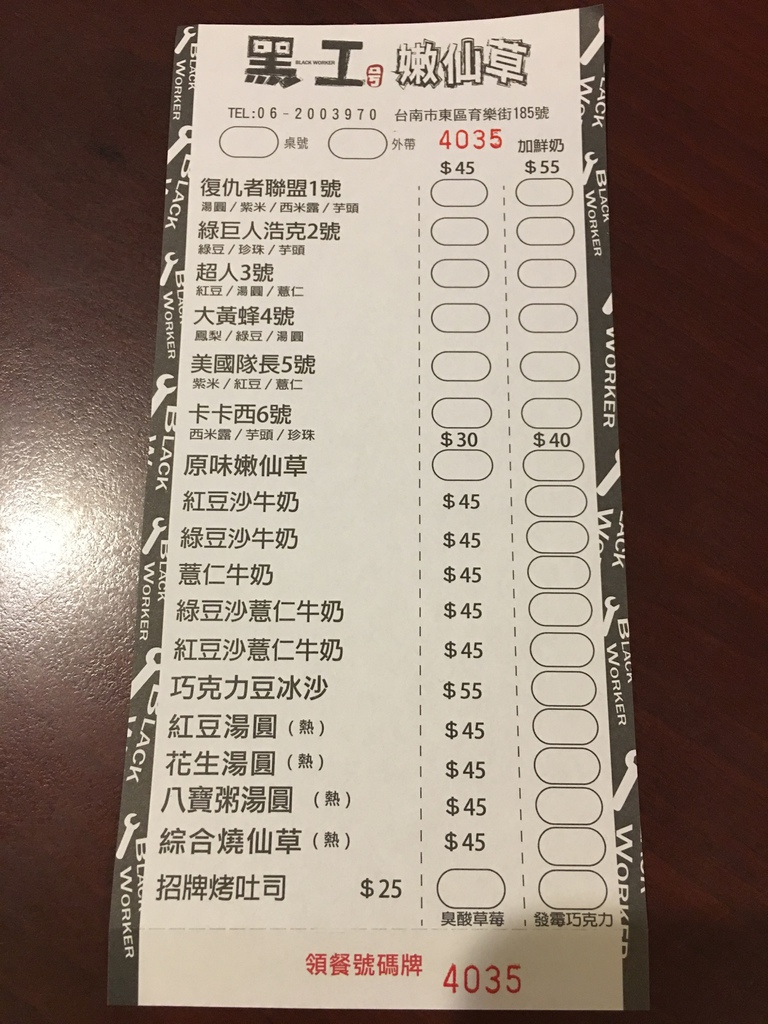 黑工 BLACK WORKER 號 嫩仙草
TEL:06-2003970 台南市東區育樂街185號
桌號 外帶 4035 加鮮奶
$45 $55
復仇者聯盟1號
湯圓/紫米/西米露/芋頭
綠巨人浩克2號
綠豆/珍珠/芋頭
超人3號
紅豆/湯圓/薏仁
大黃蜂4號
鳳梨/綠豆/湯圓
美國隊長5號
紫米/紅豆/薏仁
卡卡西6號
西米露/芋頭/珍珠
$30 $40
原味嫩仙草
紅豆沙牛奶 $45
綠豆沙牛奶 $45
薏仁牛奶 $45
綠豆沙薏仁牛奶 $45
紅豆沙薏仁牛奶 $45
巧克力豆冰沙 $55
紅豆湯圓(熱) $45
花生湯圓(熱) $45
八寶粥湯圓(熱) $45
綜合燒仙草(熱) $45
招牌烤吐司 $25
臭酸草莓 發霉巧克力
領餐號碼牌 4035
BLACK WORKER
BLACK WORKER
BLACK WORKER
BLACK WORKER
BLACK WORKER
BLACK WORKER